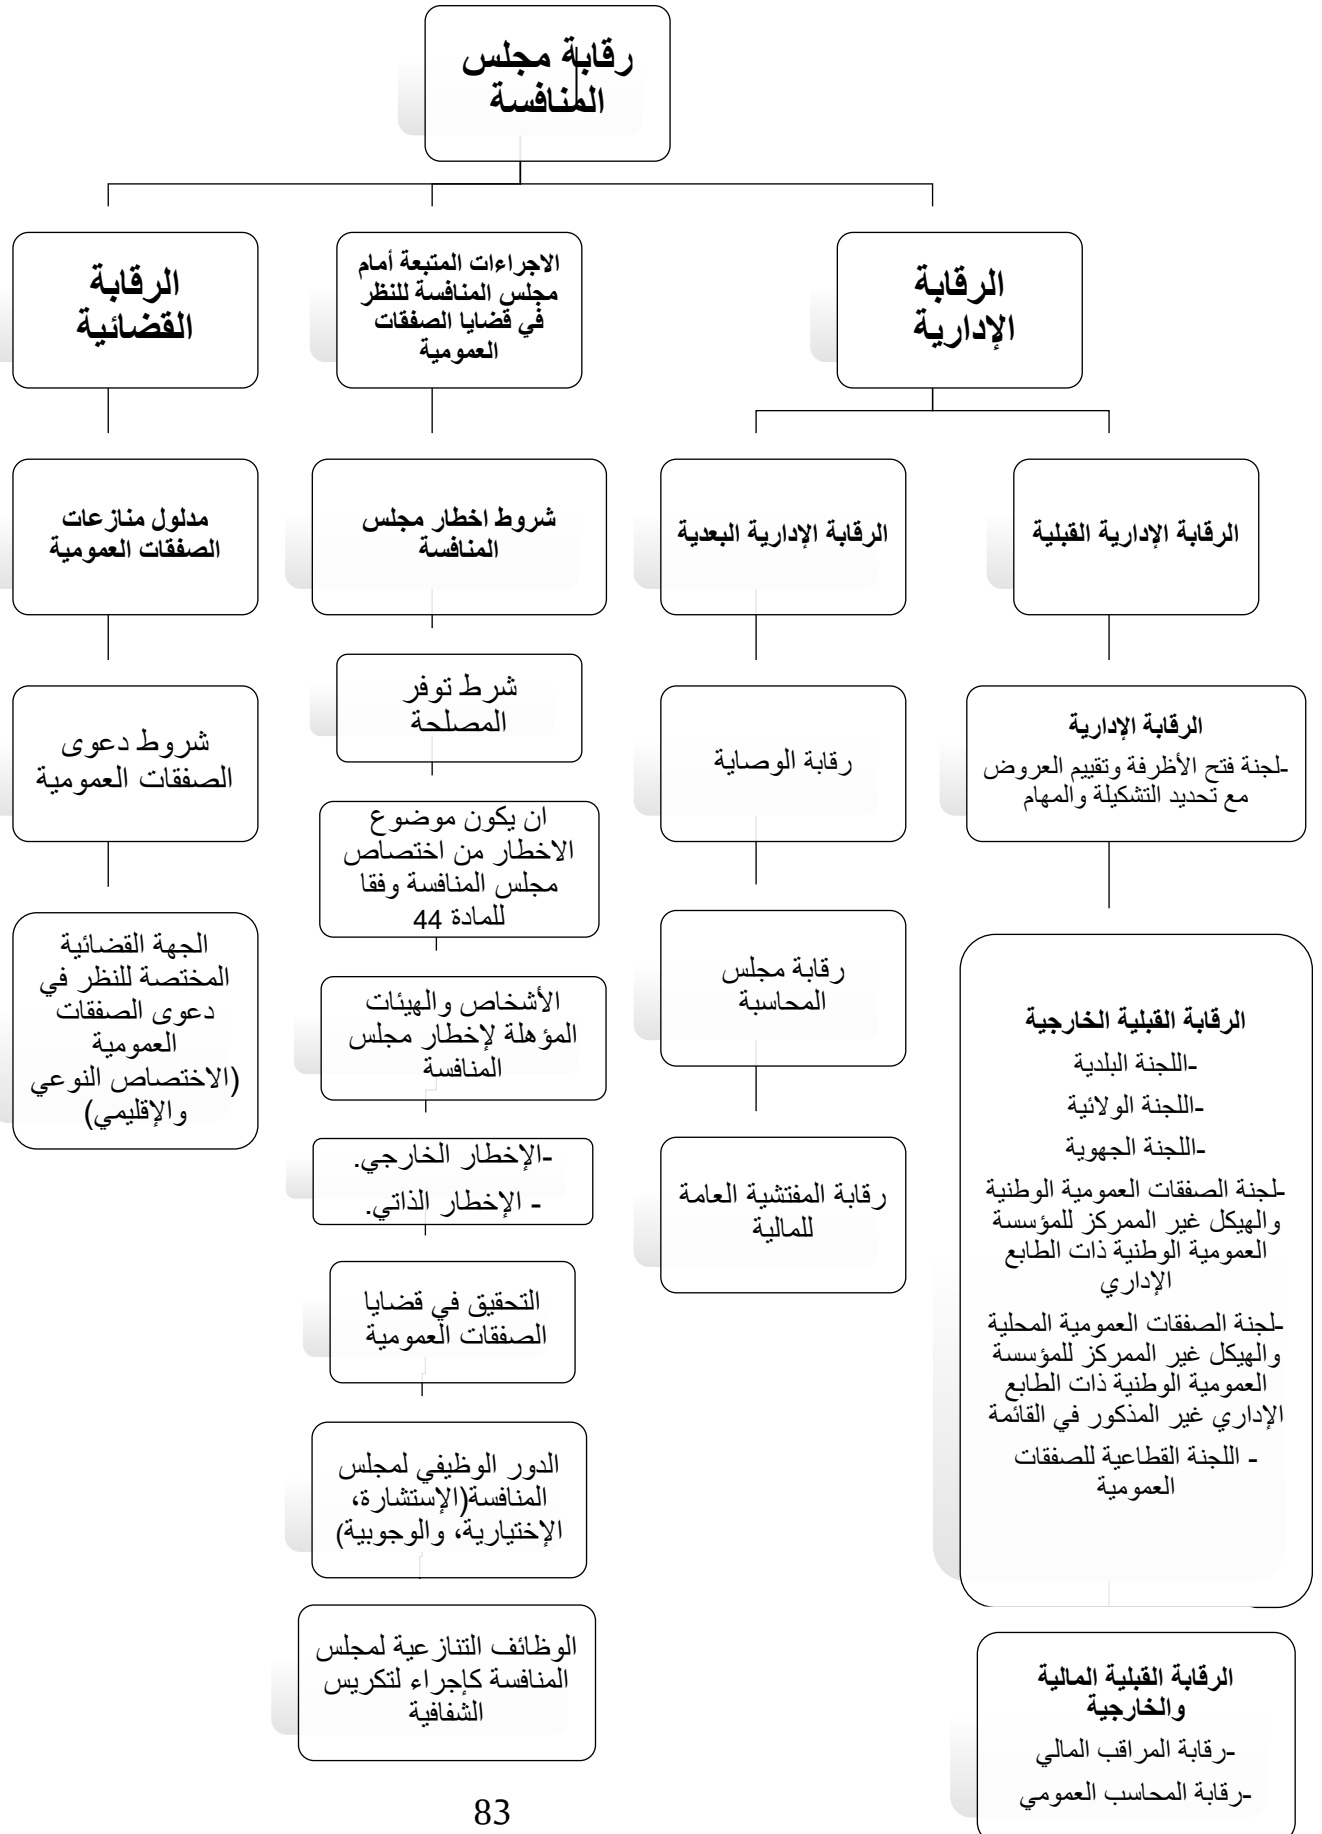 رقابة مجلس
المنافسة
الرقابة
الإدارية
الاجراءات المتبعة أمام
مجلس المنافسة للنظر
في قضايا الصفقات
العمومية
الرقابة
القضائية
الرقابة الإدارية القبلية
الرقابة الإدارية البعدية
شروط اخطار مجلس
المنافسة
مدلول منازعات
الصفقات العمومية
الرقابة الإدارية
-لجنة فتح الأظرفة وتقييم العروض
مع تحديد التشكيلة والمهام
رقابة الوصاية
شرط توفر
المصلحة
شروط دعوى
الصفقات العمومية
ان يكون موضوع
الاخطار من اختصاص
مجلس المنافسة وفقا
للمادة 44
الرقابة القبلية الخارجية
-اللجنة البلدية
-اللجنة الولائية
-اللجنة الجهوية
-لجنة الصفقات العمومية الوطنية
والهيكل غير الممركز للمؤسسة
العمومية الوطنية ذات الطابع
الإداري
-لجنة الصفقات العمومية المحلية
والهيكل غير الممركز للمؤسسة
العمومية الوطنية ذات الطابع
الإداري غير المذكور في القائمة
- اللجنة القطاعية للصفقات
العمومية
رقابة مجلس
المحاسبة
الأشخاص والهيئات
المؤهلة لإخطار مجلس
المنافسة
الجهة القضائية
المختصة للنظر في
دعوى الصفقات
العمومية
(الاختصاص النوعي
والإقليمي)
رقابة المفتشية العامة
للمالية
-الإخطار الخارجي.
- الإخطار الذاتي.
التحقيق في قضايا
الصفقات العمومية
الدور الوظيفي لمجلس
المنافسة(الإستشارة،
الإختيارية، والوجوبية)
الوظائف التنازعية لمجلس
المنافسة كإجراء لتكريس
الشفافية
الرقابة القبلية المالية
والخارجية
-رقابة المراقب المالي
-رقابة المحاسب العمومي
83